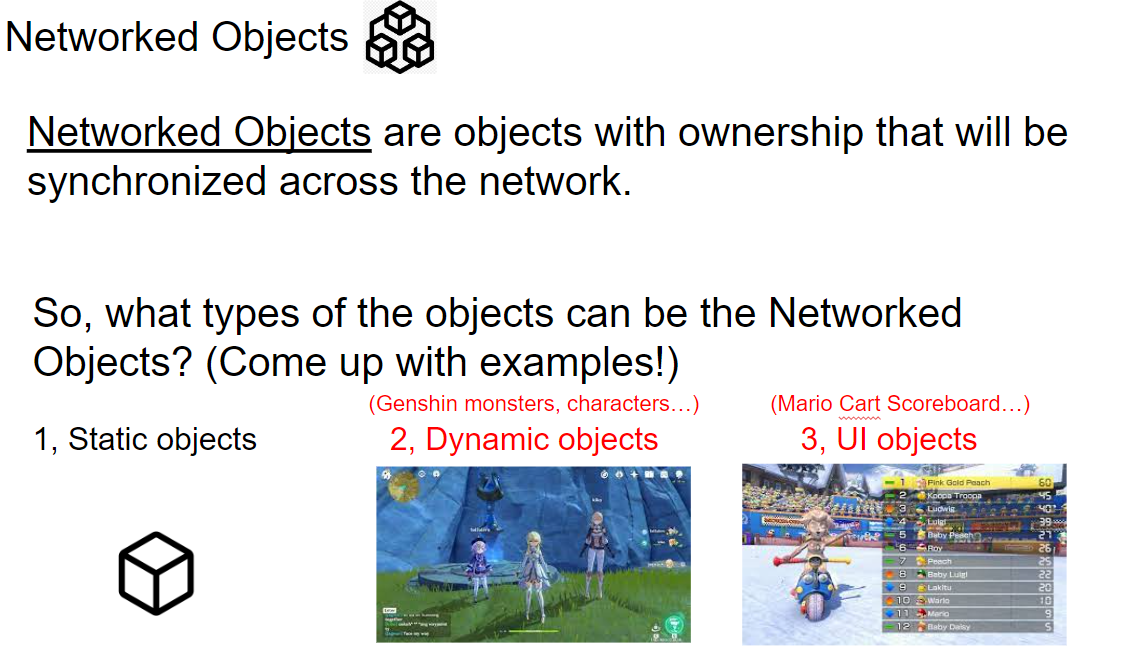 Networked Objects
Networked Objects are objects with ownership that will be
synchronized across the network.
So, what types of the objects can be the Networked
Objects? (Come up with examples!)
(Genshin monsters, characters…)
(Mario Cart Scoreboard…)
1, Static objects
2, Dynamic objects
3, UI objects
1 Pink Gold Peach 60
2 Koopa Troopa 45
3 Ludwig 40
4 Luigi 39
5 Baby Peach 27
6 Roy 26
7 Peach 25
8 Baby Luigi 22
9 Lakitu 20
10 Wario 10
11 Mario 9
12 Baby Daisy 5